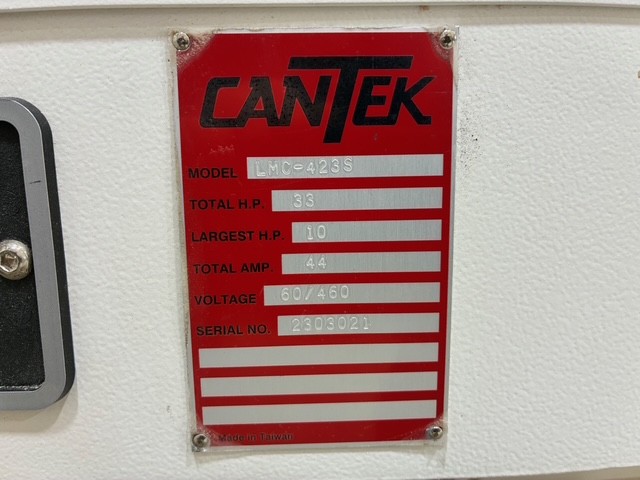 CANTEK
MODEL LMC-423S
TOTAL H.P. 33
LARGEST H.P. 10
TOTAL AMP. 44
VOLTAGE 60/460
SERIAL NO. 2303021
Made in Taiwan